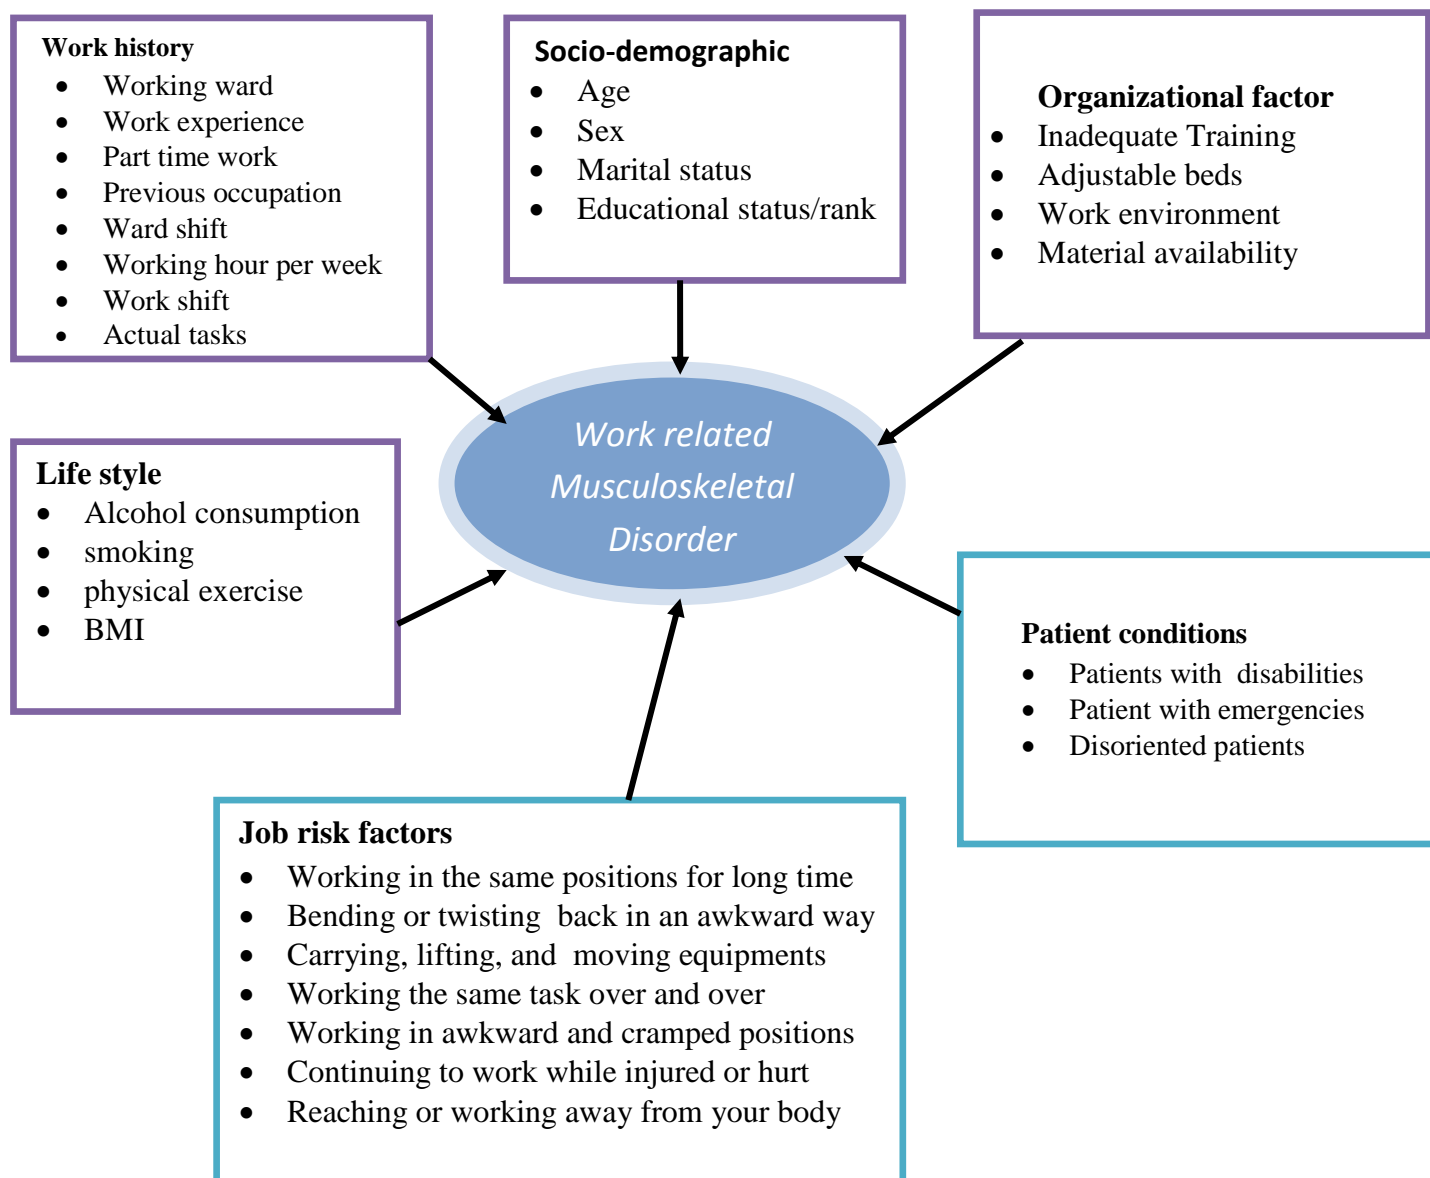 Work history
• Working ward
• Work experience
• Part time work
• Previous occupation
• Ward shift
• Working hour per week
• Work shift
• Actual tasks
Socio-demographic
• Age
• Sex
• Marital status
• Educational status/rank
Organizational factor
• Inadequate Training
• Adjustable beds
• Work environment
• Material availability
Work related
Musculoskeletal
Disorder
Life style
• Alcohol consumption
• smoking
• physical exercise
• BMI
Patient conditions
• Patients with disabilities
• Patient with emergencies
• Disoriented patients
Job risk factors
• Working in the same positions for long time
• Bending or twisting back in an awkward way
• Carrying, lifting, and moving equipments
• Working the same task over and over
• Working in awkward and cramped positions
• Continuing to work while injured or hurt
• Reaching or working away from your body